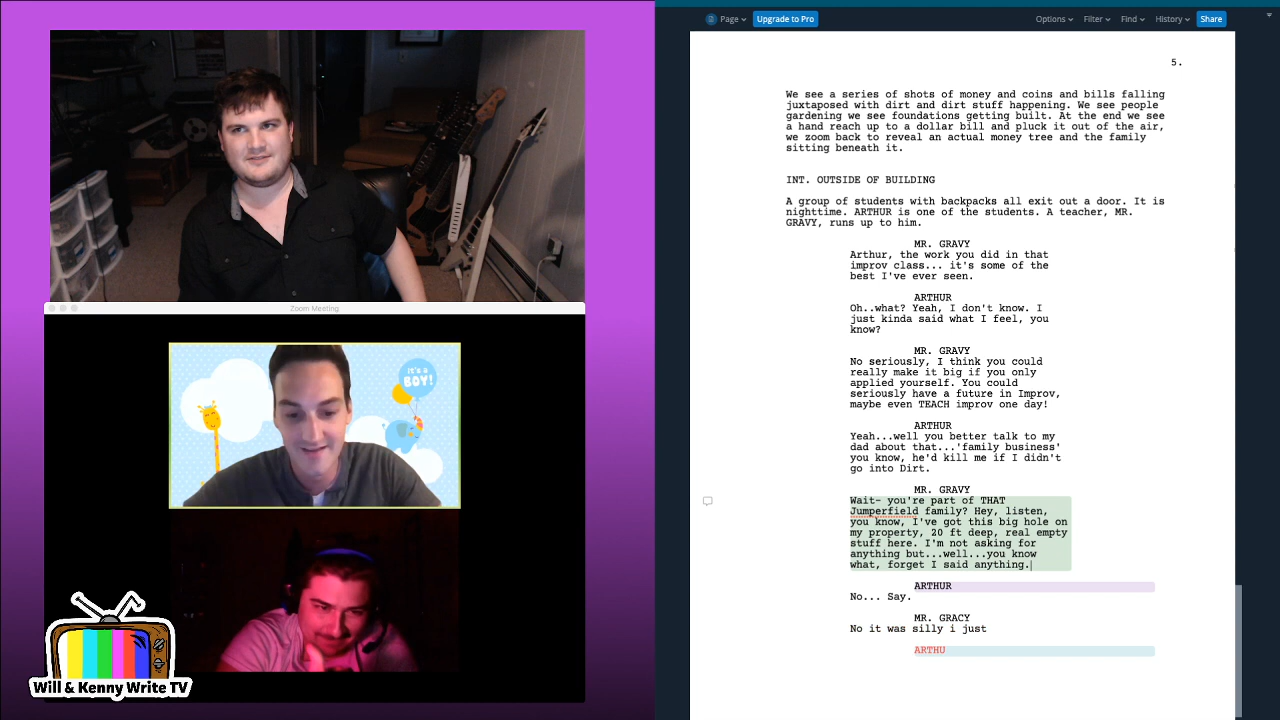 Page
Upgrade to Pro
Options
Filter
Find
History
Share
5.
We see a series of shots of money and coins and bills falling
juxtaposed with dirt and dirt stuff happening. We see people
gardening we see foundations getting built. At the end we see
a hand reach up to a dollar bill and pluck it out of the air,
we zoom back to reveal an actual money tree and the family
sitting beneath it.
INT. OUTSIDE OF BUILDING
A group of students with backpacks all exit out a door. It is
nighttime. ARTHUR is one of the students. A teacher, MR.
GRAVY, runs up to him.
MR. GRAVY
Arthur, the work you did in that
improv class... it's some of the
best I've ever seen.
ARTHUR
Oh..what? Yeah, I don't know. I
just kinda said what I feel, you
know?
MR. GRAVY
No seriously, I think you could
really make it big if you only
applied yourself. You could
seriously have a future in Improv,
maybe even TEACH improv one day!
ARTHUR
Yeah...well you better talk to my
dad about that...'family business'
you know, he'd kill me if I didn't
go into Dirt.
MR. GRAVY
Wait- you're part of THAT
Jumperfield family? Hey, listen,
you know, I've got this big hole on
my property, 20 ft deep, real empty
stuff here. I'm not asking for
anything but...well...you know
what, forget I said anything.
ARTHUR
No... Say.
MR. GRACY
No it was silly i just
ARTHU
Zoom Meeting
IT'S A
BOY!
Will & Kenny Write TV